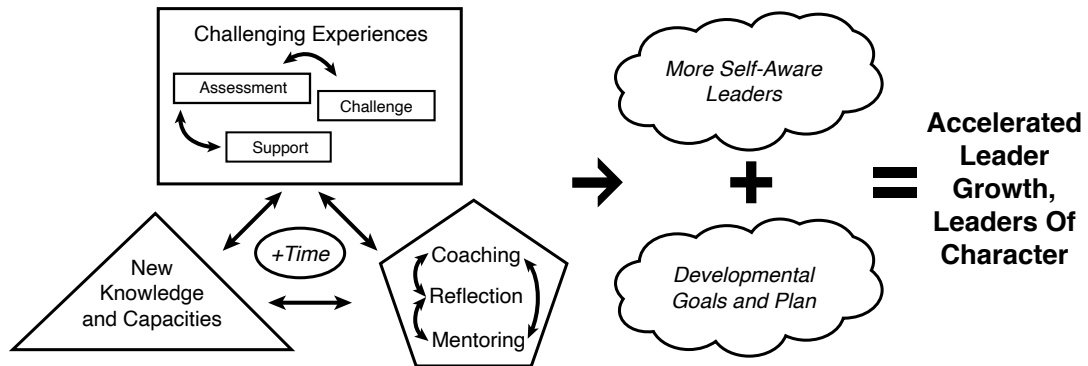 Challenging Experiences
Assessment
Challenge
Support
+Time
New
Knowledge
and Capacities
Coaching
Reflection
Mentoring
More Self-Aware
Leaders
+
Developmental
Goals and Plan
=
Accelerated
Leader
Growth,
Leaders Of
Character